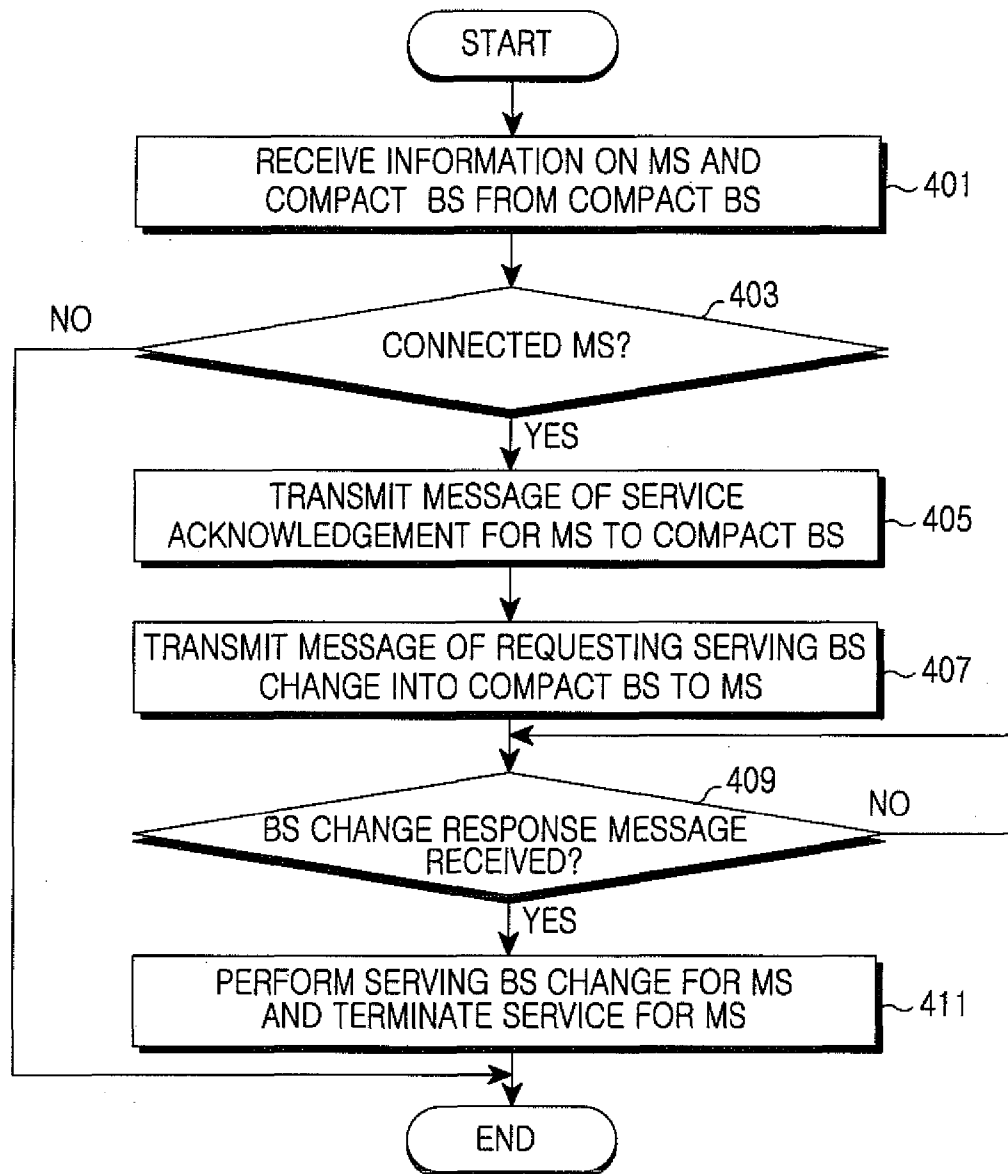 START
RECEIVE INFORMATION ON MS AND
COMPACT BS FROM COMPACT BS
401
403
NO
CONNECTED MS?
YES
TRANSMIT MESSAGE OF SERVICE
ACKNOWLEDGEMENT FOR MS TO COMPACT BS
405
TRANSMIT MESSAGE OF REQUESTING SERVING BS
CHANGE INTO COMPACT BS TO MS
407
409
NO
BS CHANGE RESPONSE MESSAGE
RECEIVED?
YES
PERFORM SERVING BS CHANGE FOR MS
AND TERMINATE SERVICE FOR MS
411
END